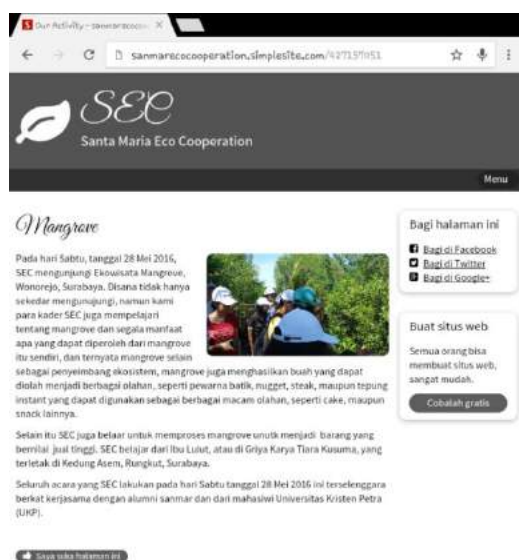 Our Activity - sanmarecocoo
sanmarecocooperation.simplesite.com/427157051
SEC
Santa Maria Eco Cooperation
Menu
Mangrove
Pada hari Sabtu, tanggal 28 Mei 2016,
SEC mengunjungi Ekowisata Mangrove,
Wonorejo, Surabaya. Disana tidak hanya
sekedar mengunujungi, namun kami
para kader SEC juga mempelajari
tentang mangrove dan segala manfaat
apa yang dapat diperoleh dari mangrove
itu sendiri, dan ternyata mangrove selain
sebagai penyeimbang ekosistem, mangrove juga menghasilkan buah yang dapat
diolah menjadi berbagai olahan, seperti pewarna batik, nugget, steak, maupun tepung
instant yang dapat digunakan sebagai berbagai macam olahan, seperti cake, maupun
snack lainnya.
Selain itu SEC juga belaar untuk memproses mangrove unutk menjadi barang yang
bernilai jual tinggi. SEC belajar dari Ibu Lulut, atau di Griya Karya Tiara Kusuma, yang
terletak di Kedung Asem, Rungkut, Surabaya.
Seluruh acara yang SEC lakukan pada hari Sabtu tanggal 28 Mei 2016 ini terselenggara
berkat kerjasama dengan alumni sanmar dan dari mahasiwi Universitas Kristen Petra
(UKP).
Saya suka halaman ini
Bagi halaman ini
Bagi di Facebook
Bagi di Twitter
Bagi di Google+
Buat situs web
Semua orang bisa
membuat situs web,
sangat mudah.
Cobalah gratis